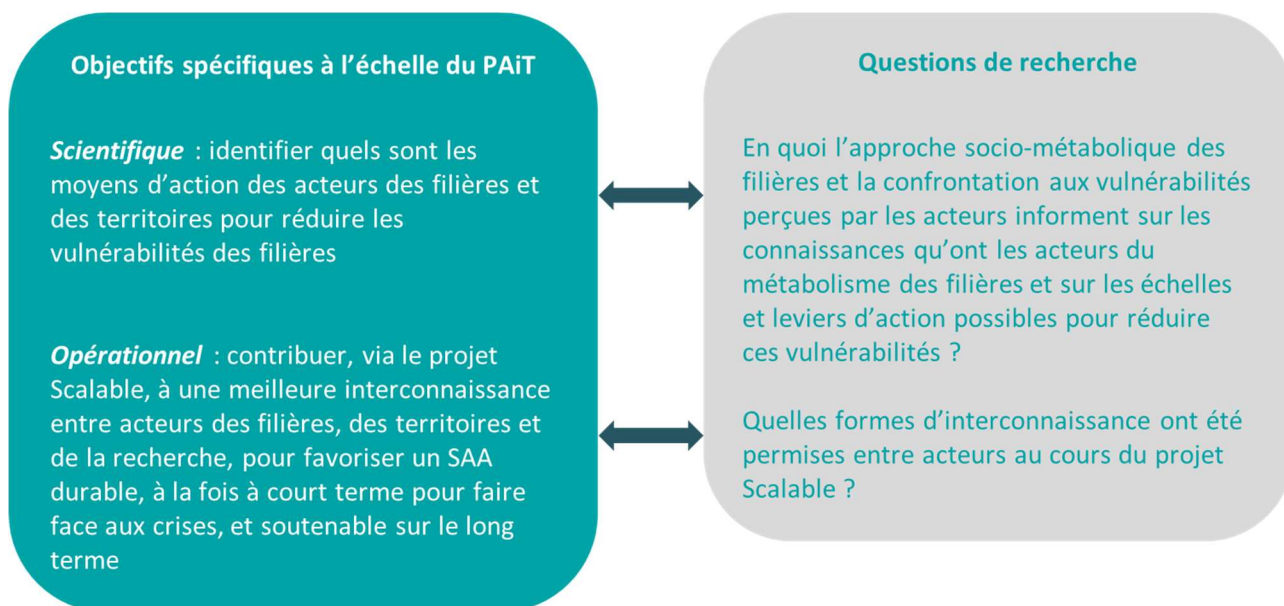 Objectifs spécifiques à l’échelle du PAiT
Scientifique : identifier quels sont les
moyens d’action des acteurs des filières et
des territoires pour réduire les
vulnérabilités des filières
Opérationnel : contribuer, via le projet
Scalable, à une meilleure interconnaissance
entre acteurs des filières, des territoires et
de la recherche, pour favoriser un SAA
durable, à la fois à court terme pour faire
face aux crises, et soutenable sur le long
terme
Questions de recherche
En quoi l’approche socio-métabolique des
filières et la confrontation aux vulnérabilités
perçues par les acteurs informent sur les
connaissances qu’ont les acteurs du
métabolisme des filières et sur les échelles
et leviers d’action possibles pour réduire
ces vulnérabilités ?
Quelles formes d’interconnaissance ont été
permises entre acteurs au cours du projet
Scalable ?